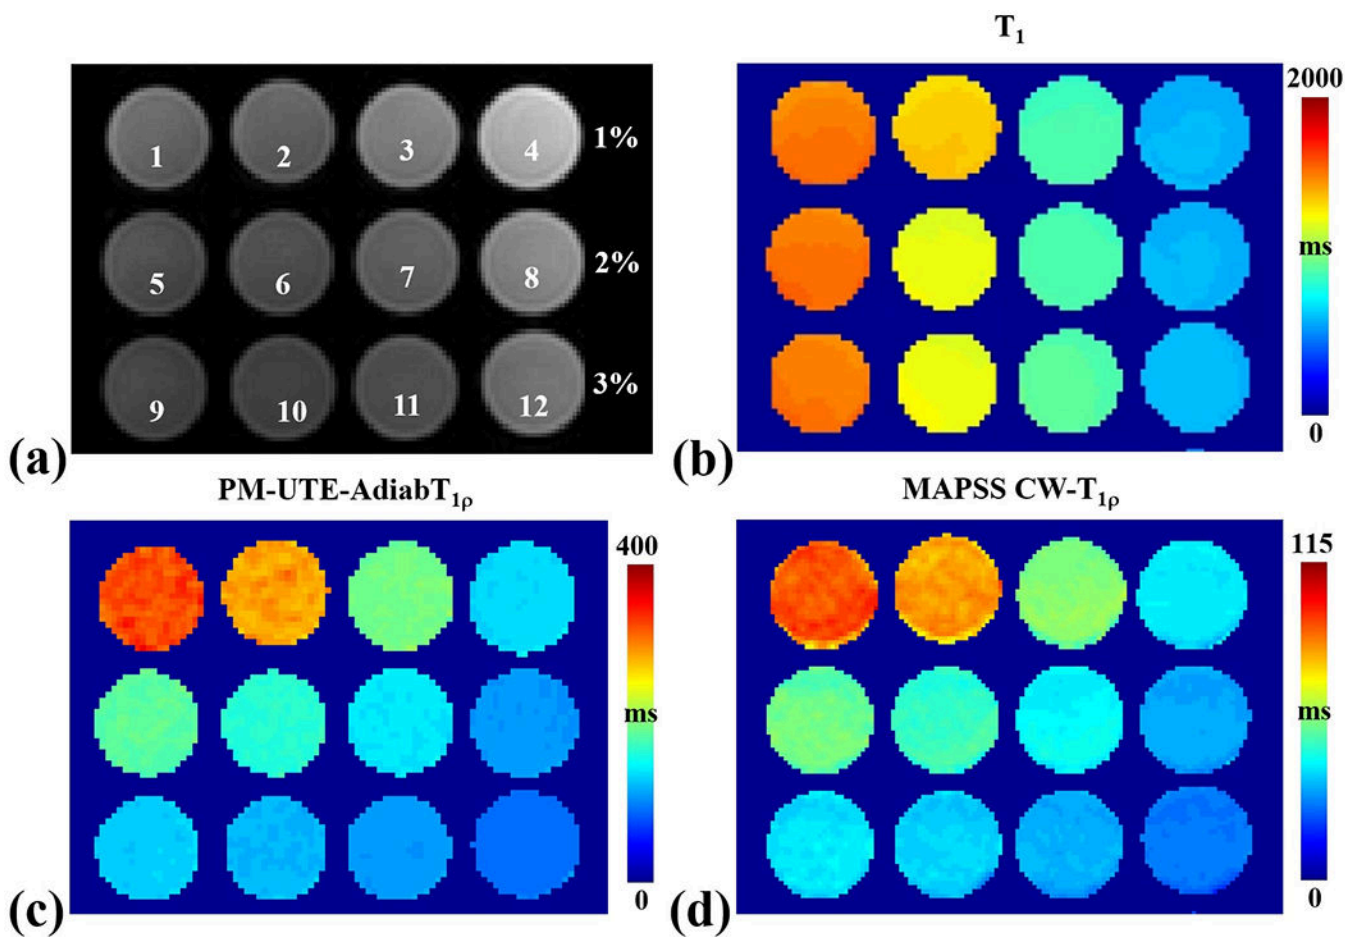 T₁
1 2 3 4 1%
5 6 7 8 2%
9 10 11 12 3%
(a)
2000
ms
0
(b)
PM-UTE-AdiabT₁ρ
400
ms
0
(c)
MAPSS CW-T₁ρ
115
ms
0
(d)